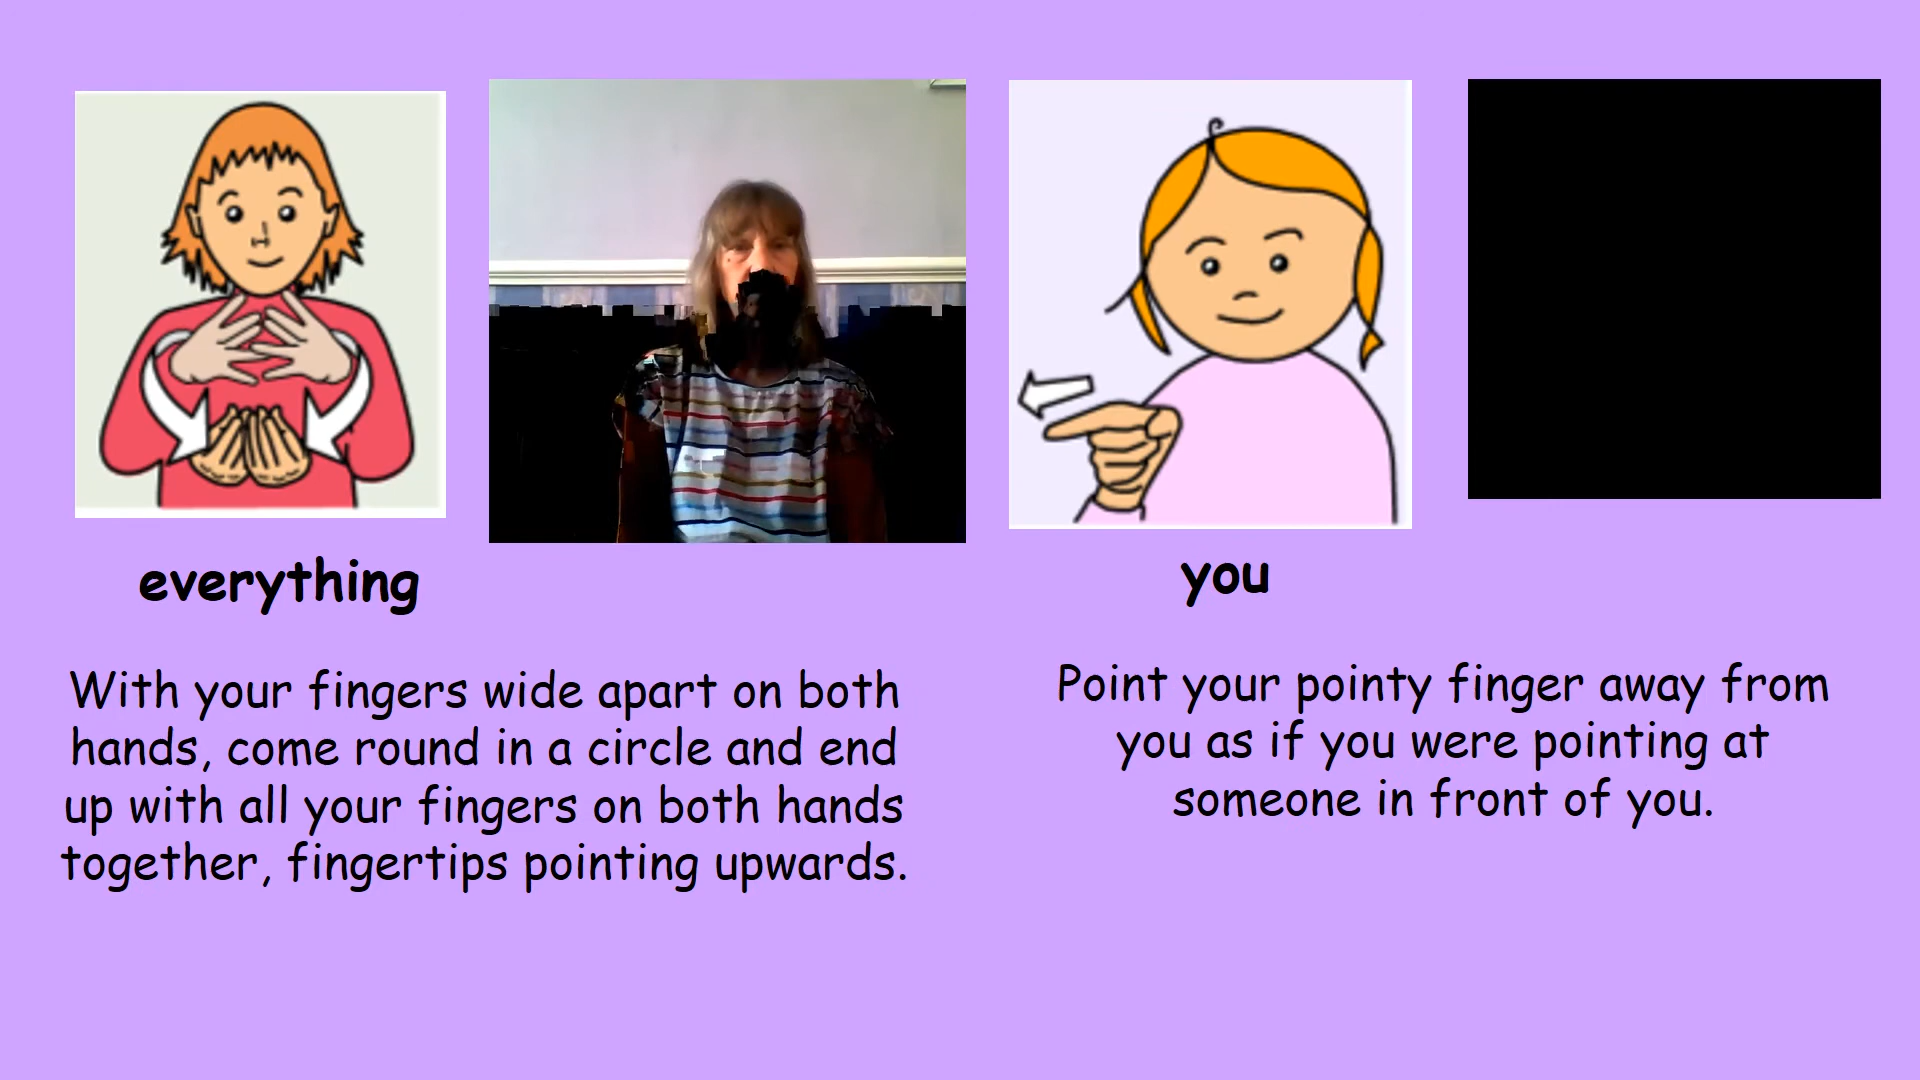 everything
With your fingers wide apart on both
hands, come round in a circle and end
up with all your fingers on both hands
together, fingertips pointing upwards.
you
Point your pointy finger away from
you as if you were pointing at
someone in front of you.